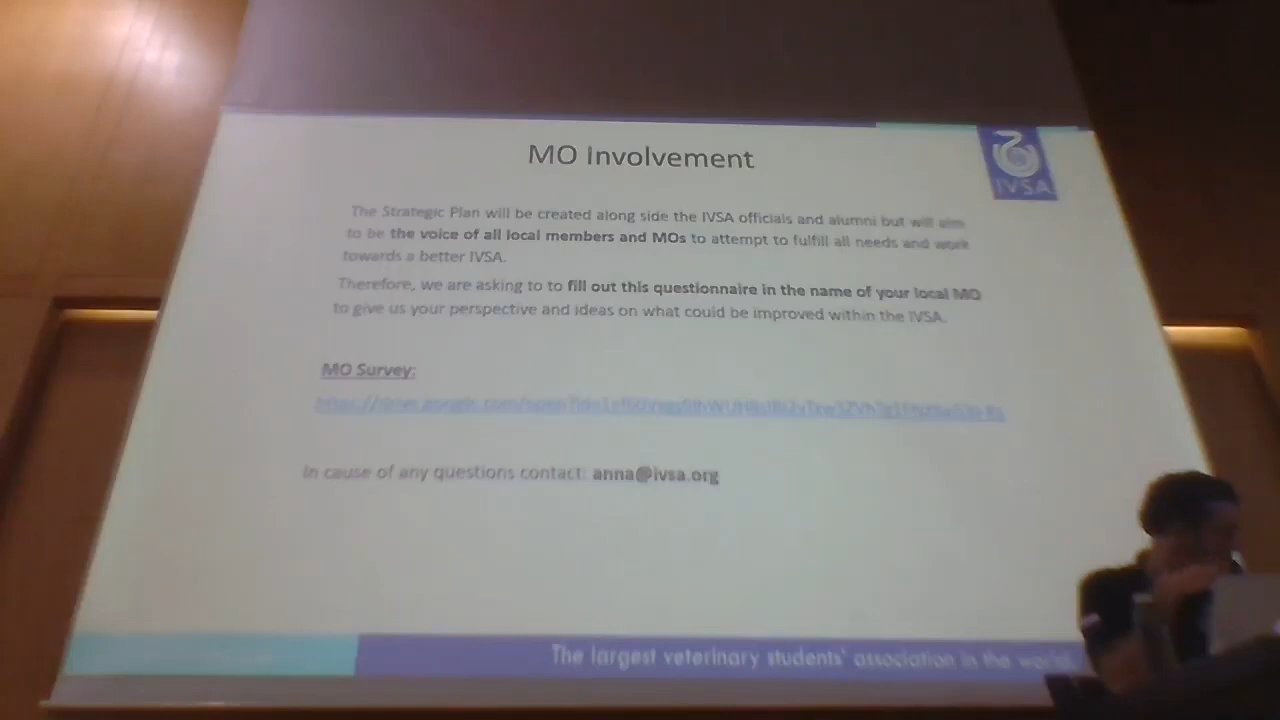 MO Involvement
IVSA
The Strategic Plan will be created along side the IVSA officials and alumni but will aim
to be the voice of all local members and MOs to attempt to fulfill all needs and work
towards a better IVSA.
Therefore, we are asking to to fill out this questionnaire in the name of your local MO
to give us your perspective and ideas on what could be improved within the IVSA.
MO Survey:
In cause of any questions contact: anna@ivsa.org
The largest veterinary students' association in the world